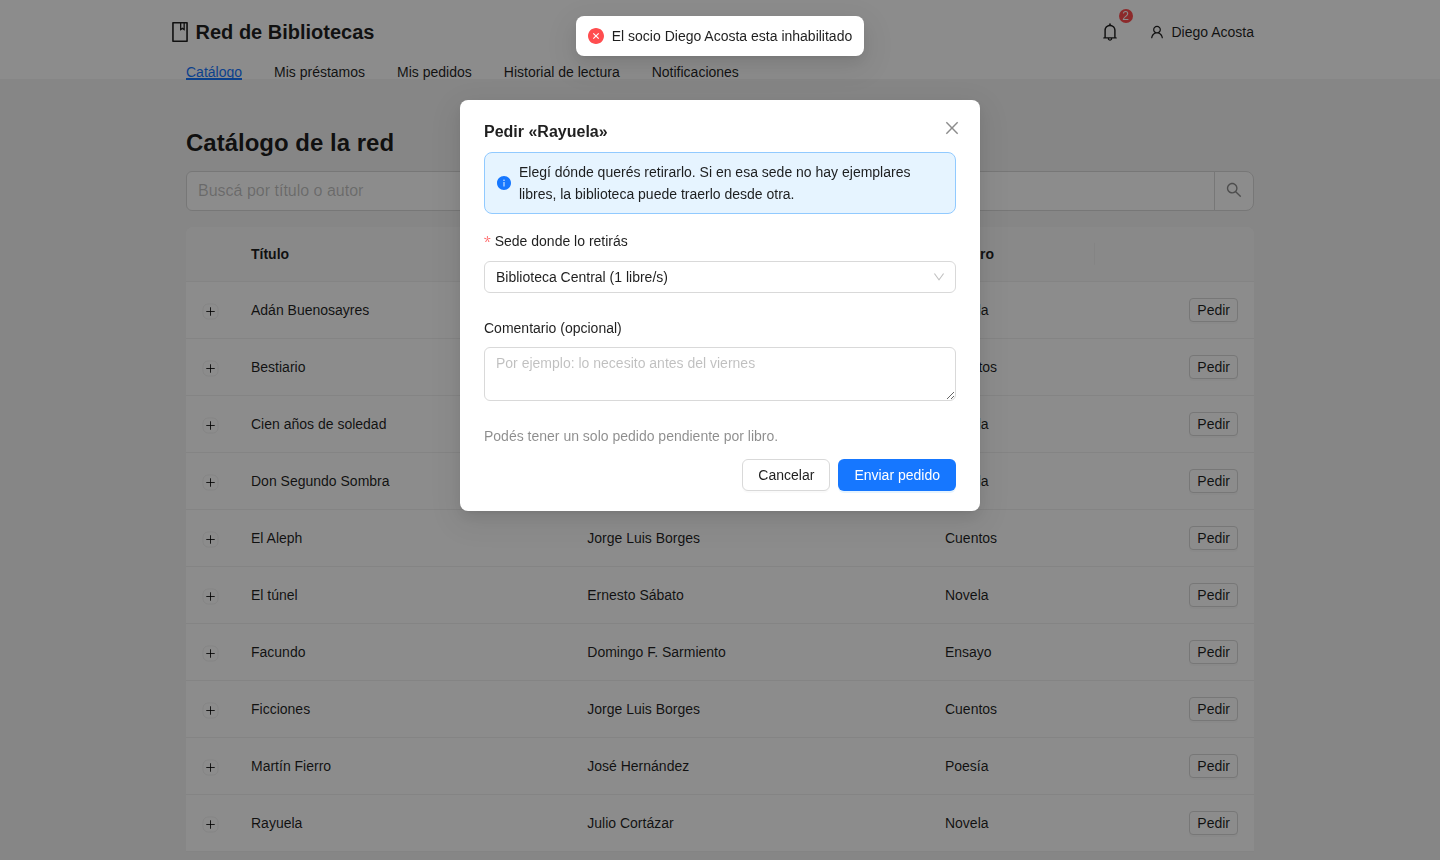 Red de Bibliotecas
El socio Diego Acosta esta inhabilitado
2
Diego Acosta
Catálogo Mis préstamos Mis pedidos Historial de lectura Notificaciones
Catálogo de la red
Buscá por título o autor
Pedir «Rayuela»
Elegí dónde querés retirarlo. Si en esa sede no hay ejemplares
libres, la biblioteca puede traerlo desde otra.
* Sede donde lo retirás
Biblioteca Central (1 libre/s)
Comentario (opcional)
Por ejemplo: lo necesito antes del viernes
Podés tener un solo pedido pendiente por libro.
Cancelar Enviar pedido
Título ro
Adán Buenosayres a Pedir
Bestiario tos Pedir
Cien años de soledad a Pedir
Don Segundo Sombra a Pedir
El Aleph Jorge Luis Borges Cuentos Pedir
El túnel Ernesto Sábato Novela Pedir
Facundo Domingo F. Sarmiento Ensayo Pedir
Ficciones Jorge Luis Borges Cuentos Pedir
Martín Fierro José Hernández Poesía Pedir
Rayuela Julio Cortázar Novela Pedir